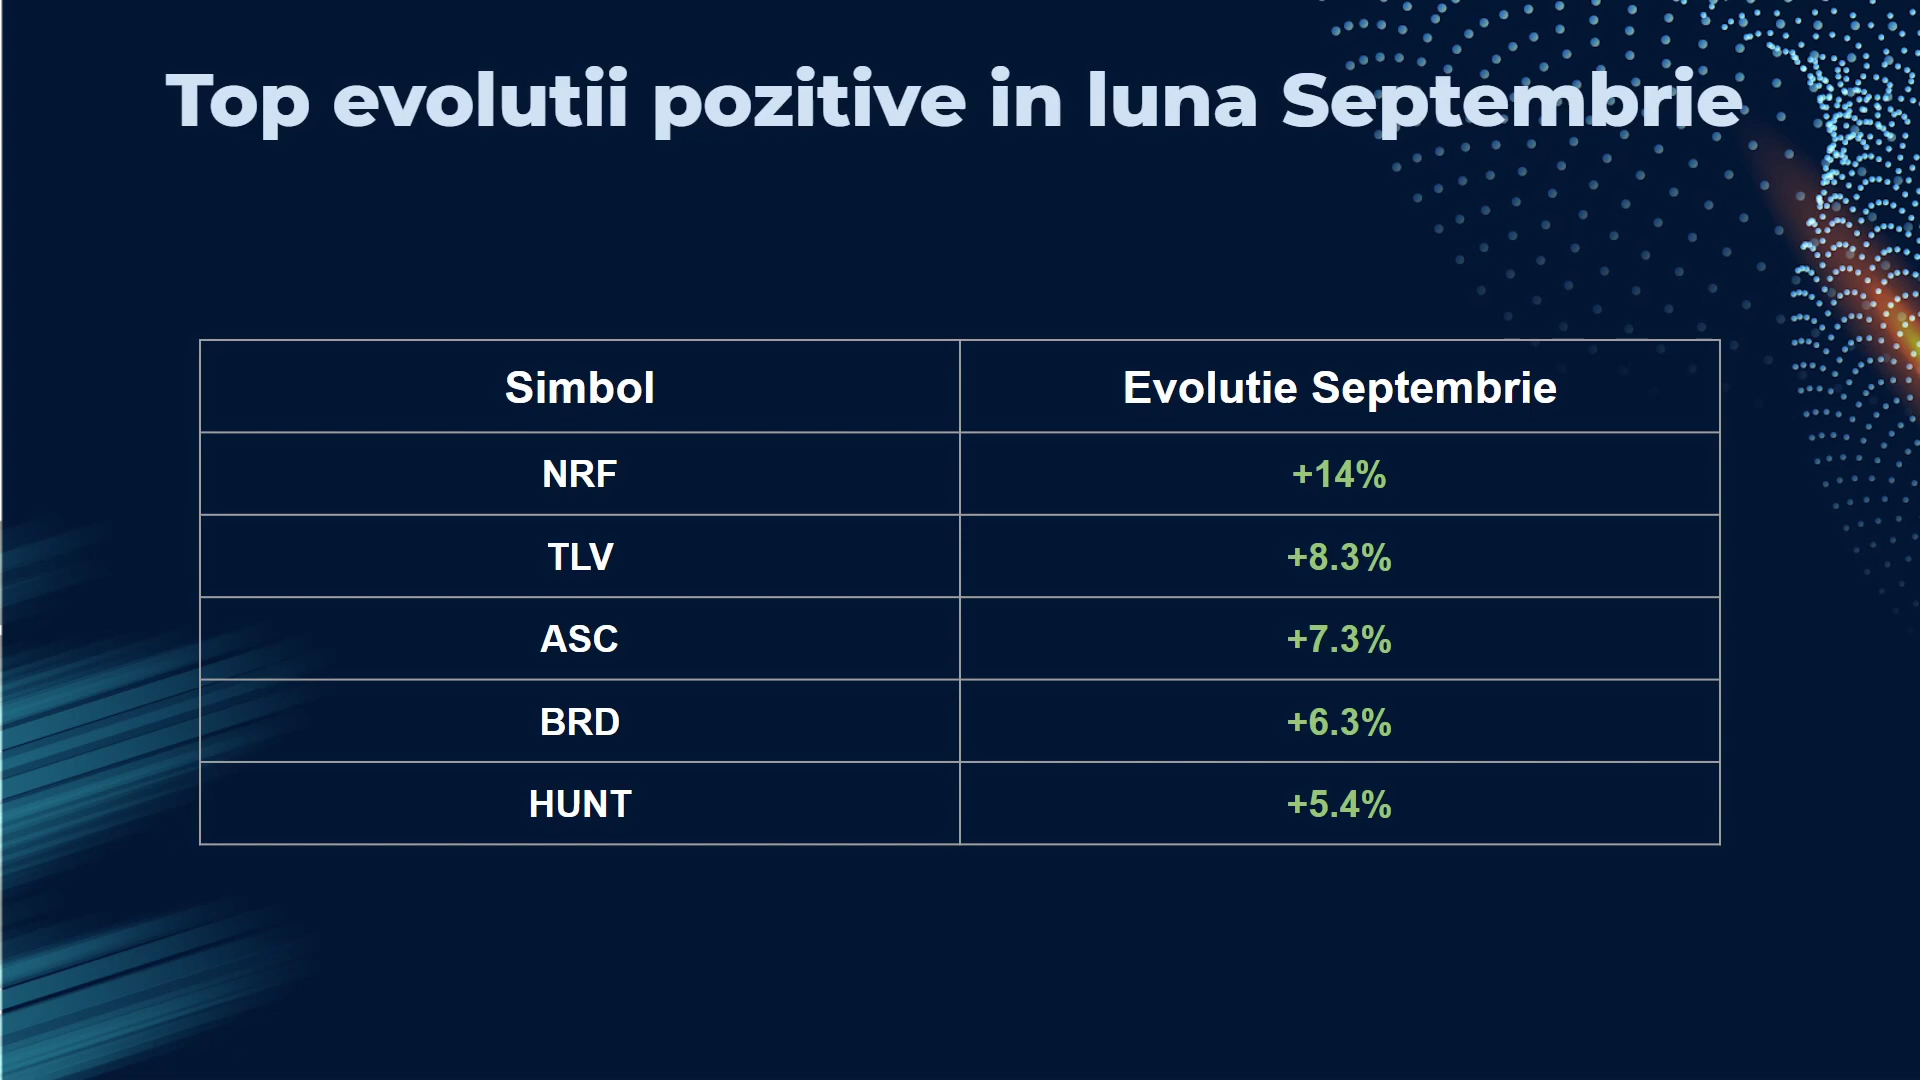 Top evolutii pozitive in luna Septembrie
Simbol Evolutie Septembrie
NRF +14%
TLV +8.3%
ASC +7.3%
BRD +6.3%
HUNT +5.4%